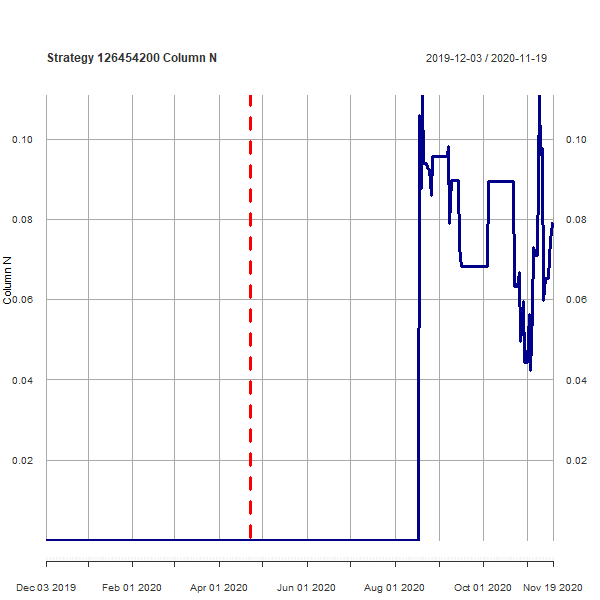 Strategy 126454200 Column N
2019-12-03 / 2020-11-19
Column N
0.10
0.10
0.08
0.08
0.06
0.06
0.04
0.04
0.02
0.02
Dec 03 2019
Feb 01 2020
Apr 01 2020
Jun 01 2020
Aug 01 2020
Oct 01 2020
Nov 19 2020